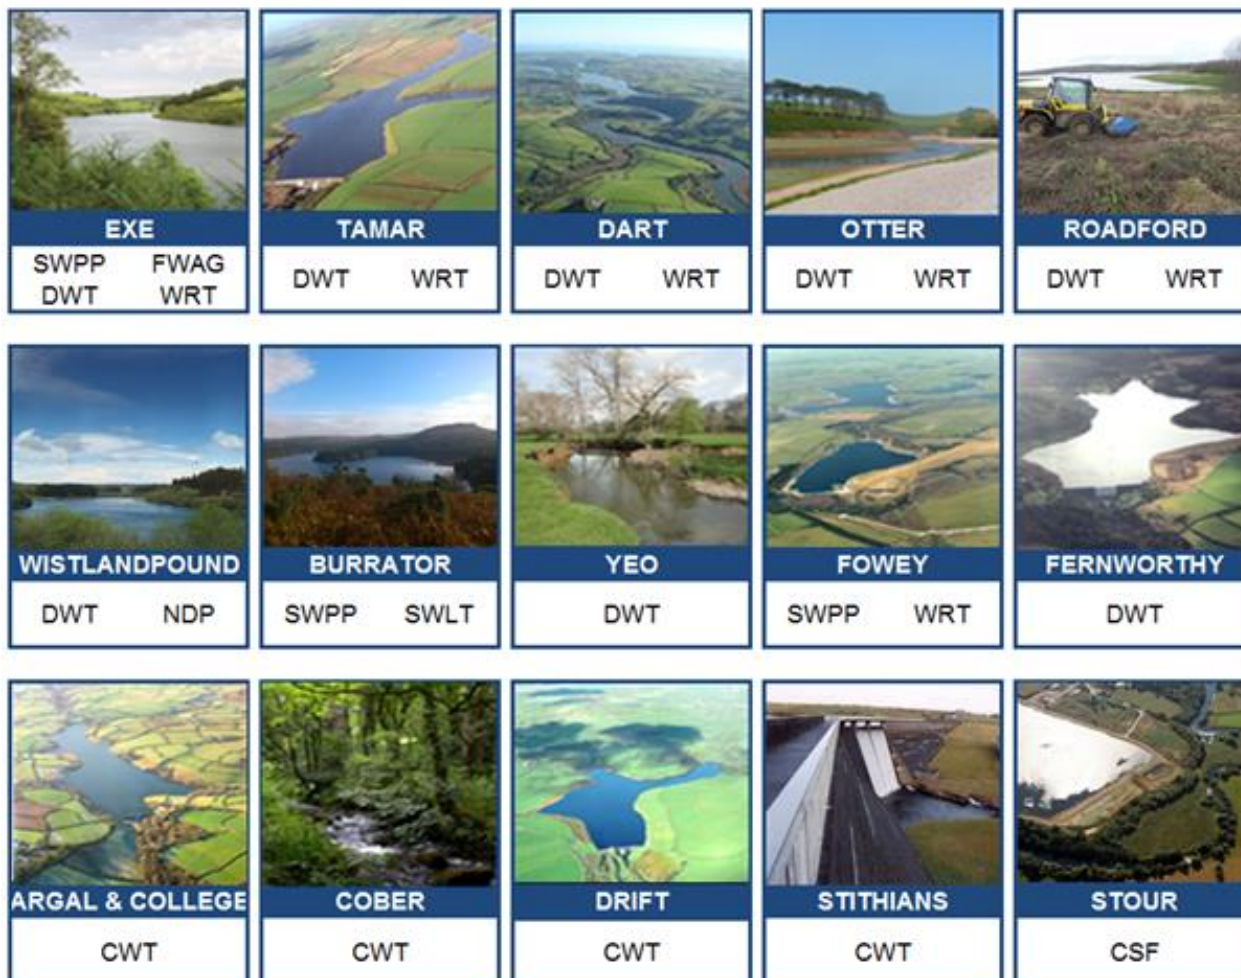 EXE
SWPP FWAG
DWT WRT
TAMAR
DWT WRT
DART
DWT WRT
OTTER
DWT WRT
ROADFORD
DWT WRT
WISTLANDPOUND
DWT NDP
BURRATOR
SWPP SWLT
YEO
DWT
FOWEY
SWPP WRT
FERNWORTHY
DWT
ARGAL & COLLEGE
CWT
COBER
CWT
DRIFT
CWT
STITHIANS
CWT
STOUR
CSF